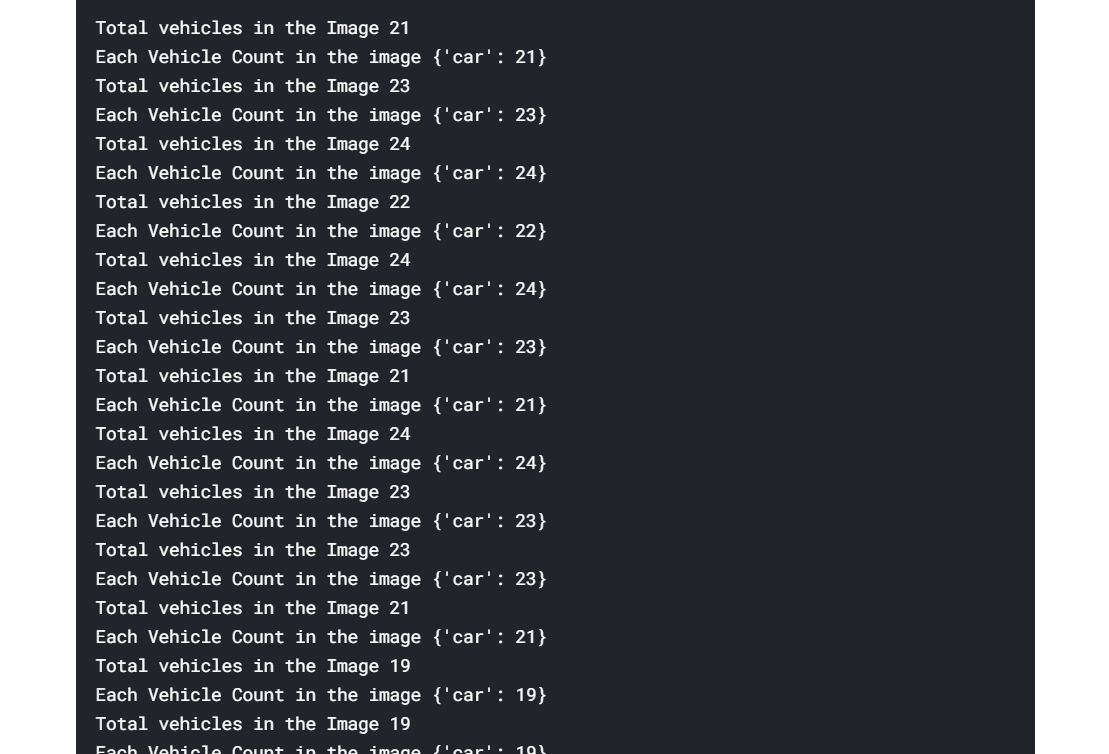 Total vehicles in the Image 21
Each Vehicle Count in the image {'car': 21}
Total vehicles in the Image 23
Each Vehicle Count in the image {'car': 23}
Total vehicles in the Image 24
Each Vehicle Count in the image {'car': 24}
Total vehicles in the Image 22
Each Vehicle Count in the image {'car': 22}
Total vehicles in the Image 24
Each Vehicle Count in the image {'car': 24}
Total vehicles in the Image 23
Each Vehicle Count in the image {'car': 23}
Total vehicles in the Image 21
Each Vehicle Count in the image {'car': 21}
Total vehicles in the Image 24
Each Vehicle Count in the image {'car': 24}
Total vehicles in the Image 23
Each Vehicle Count in the image {'car': 23}
Total vehicles in the Image 23
Each Vehicle Count in the image {'car': 23}
Total vehicles in the Image 21
Each Vehicle Count in the image {'car': 21}
Total vehicles in the Image 19
Each Vehicle Count in the image {'car': 19}
Total vehicles in the Image 19
Each Vehicle Count in the image {'car': 19}